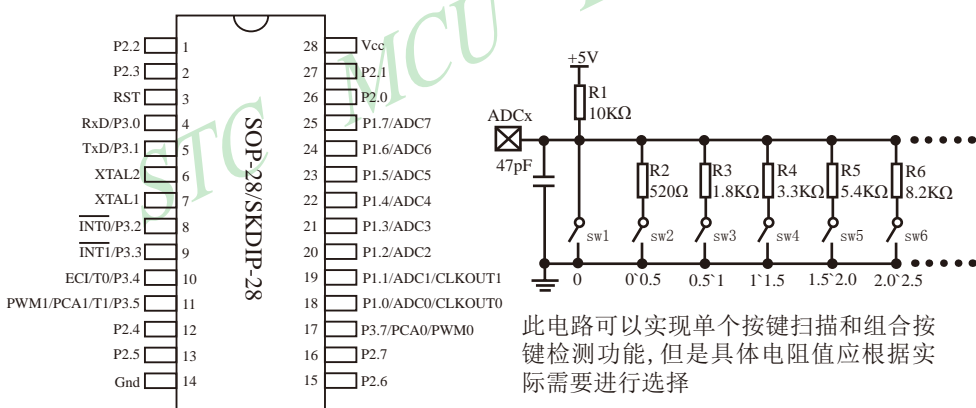 STC MCU
SOP-28/SKDIP-28
P2.2 1
P2.3 2
RST 3
RxD/P3.0 4
TxD/P3.1 5
XTAL2 6
XTAL1 7
INT0/P3.2 8
INT1/P3.3 9
ECI/T0/P3.4 10
PWM1/PCA1/T1/P3.5 11
P2.4 12
P2.5 13
Gnd 14
28 Vcc
27 P2.1
26 P2.0
25 P1.7/ADC7
24 P1.6/ADC6
23 P1.5/ADC5
22 P1.4/ADC4
21 P1.3/ADC3
20 P1.2/ADC2
19 P1.1/ADC1/CLKOUT1
18 P1.0/ADC0/CLKOUT0
17 P3.7/PCA0/PWM0
16 P2.7
15 P2.6
+5V
R1
10KΩ
ADCx
47pF
R2
520Ω
R3
1.8KΩ
R4
3.3KΩ
R5
5.4KΩ
R6
8.2KΩ
sw1 sw2 sw3 sw4 sw5 sw6
0 0`0.5 0.5`1 1`1.5 1.5`2.0 2.0`2.5
此电路可以实现单个按键扫描和组合按
键检测功能,但是具体电阻值应根据实
际需要进行选择